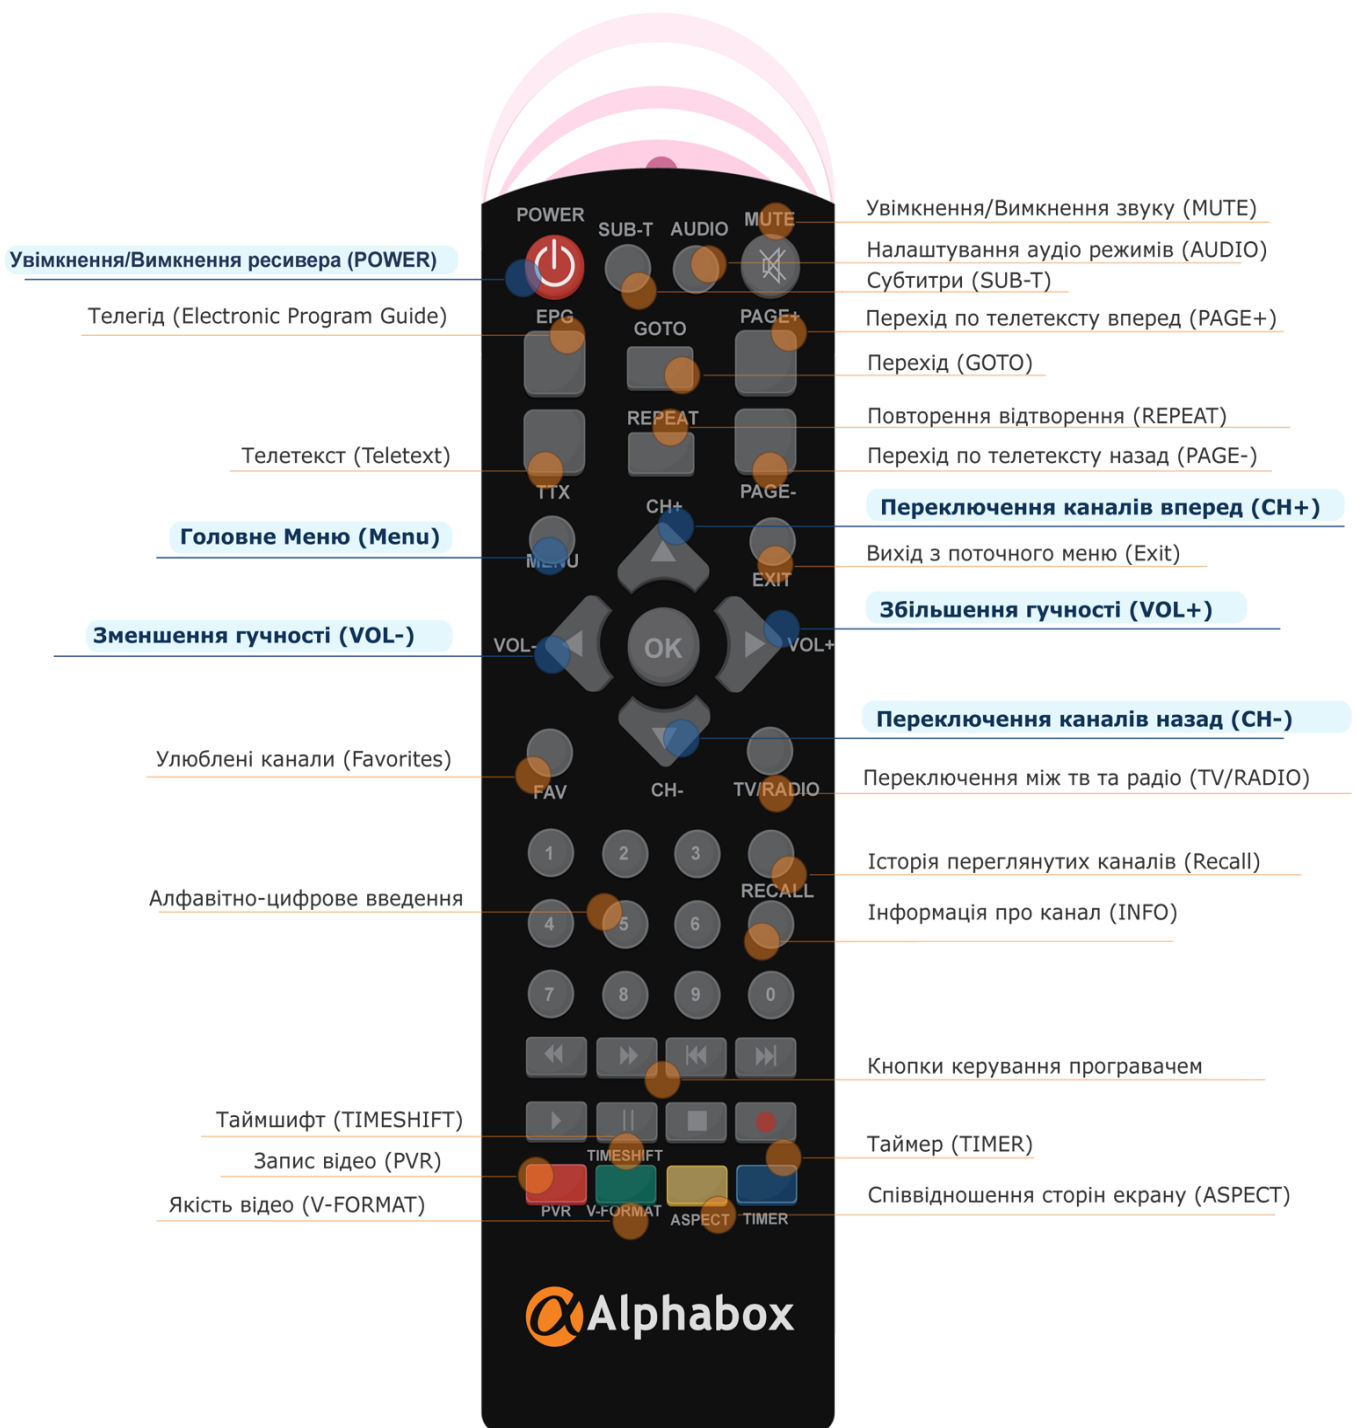 POWER
SUB-T
AUDIO
MUTE
Увімкнення/Вимкнення звуку (MUTE)
Увімкнення/Вимкнення ресивера (POWER)
Налаштування аудіо режимів (AUDIO)
Субтитри (SUB-T)
Телегід (Electronic Program Guide)
EPG
GOTO
PAGE+
Перехід по телетексту вперед (PAGE+)
Перехід (GOTO)
REPEAT
Повторення відтворення (REPEAT)
Телетекст (Teletext)
Перехід по телетексту назад (PAGE-)
TTX
PAGE-
CH+
Переключення каналів вперед (CH+)
Головне Меню (Menu)
MENU
EXIT
Вихід з поточного меню (Exit)
Збільшення гучності (VOL+)
Зменшення гучності (VOL-)
VOL-
OK
VOL+
Переключення каналів назад (CH-)
Улюблені канали (Favorites)
FAV
CH-
TV/RADIO
Переключення між тв та радіо (TV/RADIO)
1
2
3
Історія переглянутих каналів (Recall)
RECALL
Алфавітно-цифрове введення
4
5
6
Інформація про канал (INFO)
7
8
9
0
Кнопки керування програвачем
Таймшифт (TIMESHIFT)
TIMESHIFT
Таймер (TIMER)
Запис відео (PVR)
Якість відео (V-FORMAT)
Співвідношення сторін екрану (ASPECT)
PVR
V-FORMAT
ASPECT
TIMER
Alphabox